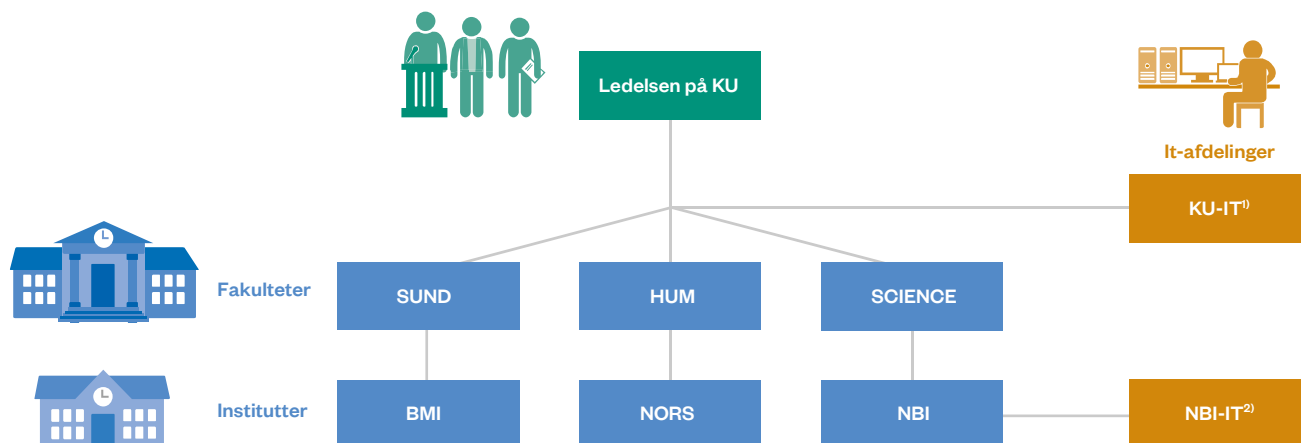 Ledelsen på KU
It-afdelinger
KU-IT¹⁾
Fakulteter
SUND
HUM
SCIENCE
Institutter
BMI
NORS
NBI
NBI-IT²⁾